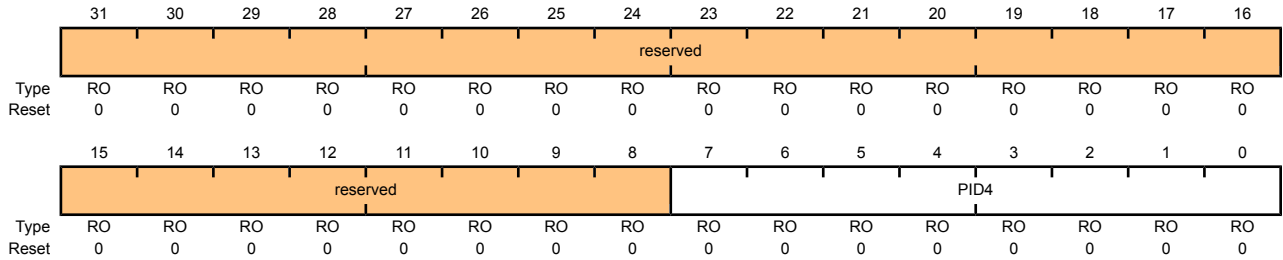 31 30 29 28 27 26 25 24 23 22 21 20 19 18 17 16
reserved
Type RO RO RO RO RO RO RO RO RO RO RO RO RO RO RO RO
Reset 0 0 0 0 0 0 0 0 0 0 0 0 0 0 0 0
15 14 13 12 11 10 9 8 7 6 5 4 3 2 1 0
reserved PID4
Type RO RO RO RO RO RO RO RO RO RO RO RO RO RO RO RO
Reset 0 0 0 0 0 0 0 0 0 0 0 0 0 0 0 0